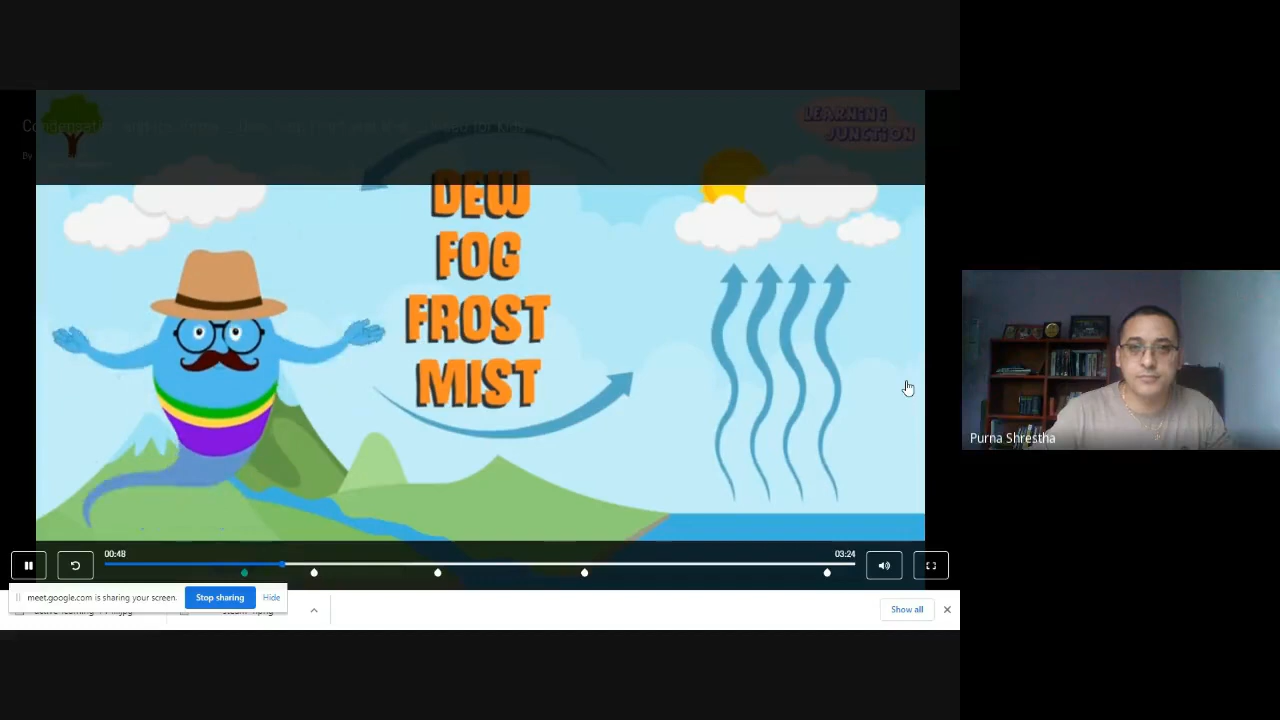 LEARNING
JUNCTION
By
DEW
FOG
FROST
MIST
Purna Shrestha
00:48
03:24
meet.google.com is sharing your screen.
Stop sharing
Hide
Show all